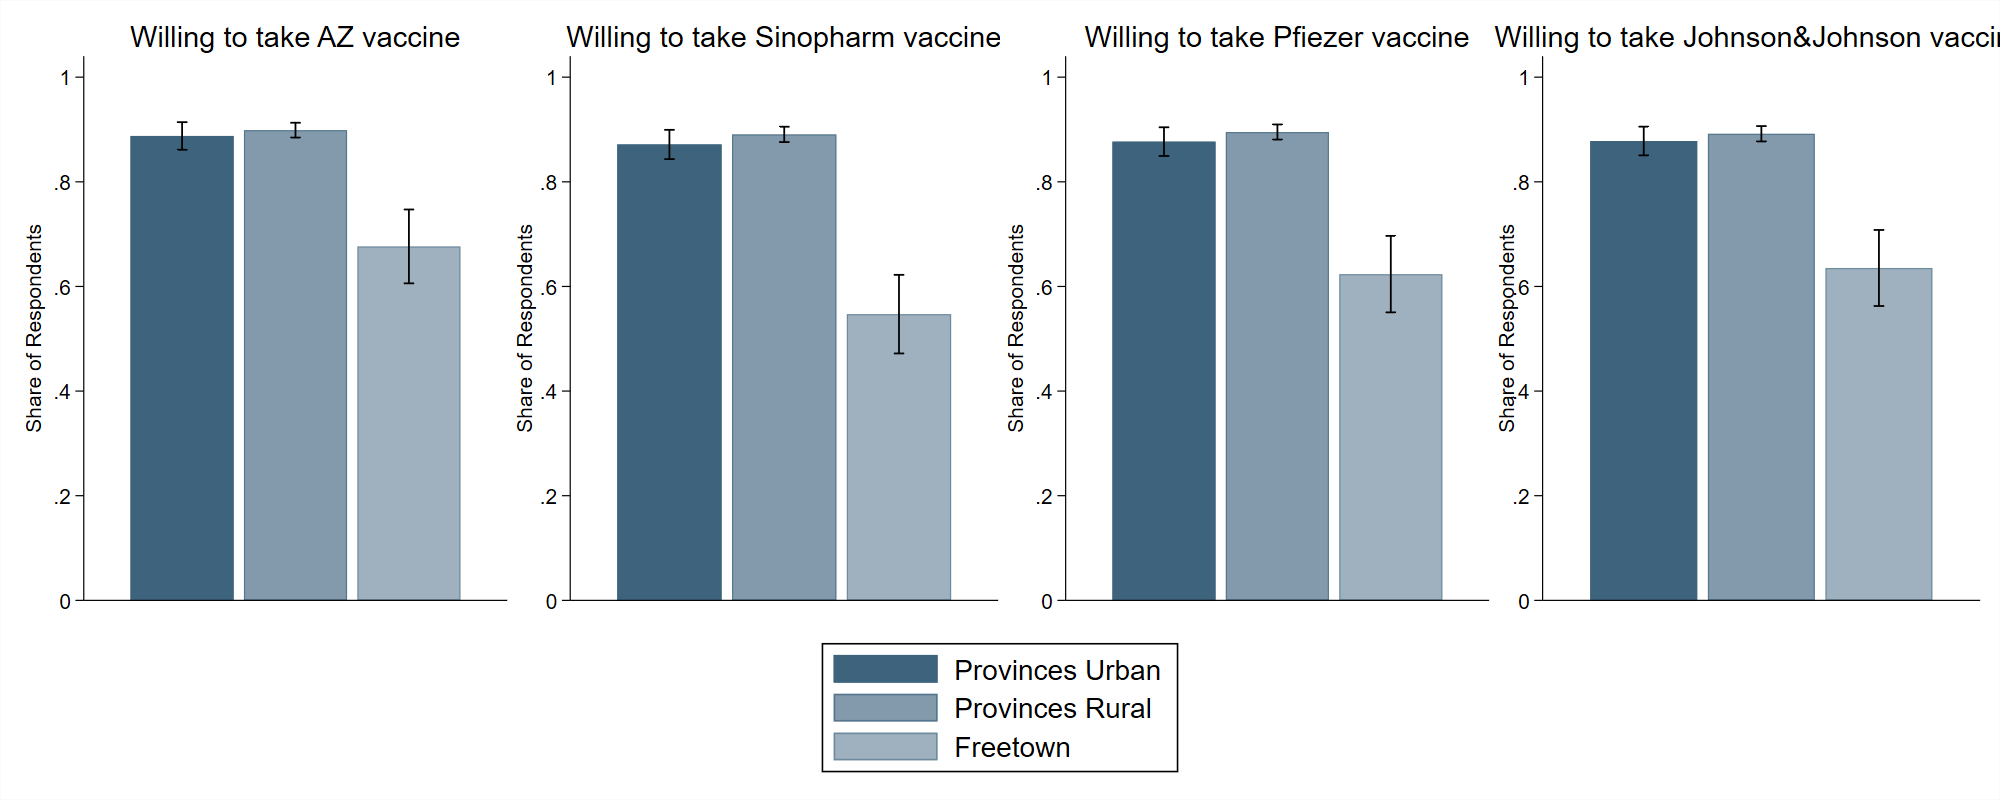 Willing to take AZ vaccine
1
.8
.6
.4
.2
0
Share of Respondents
Willing to take Sinopharm vaccine
1
.8
.6
.4
.2
0
Share of Respondents
Willing to take Pfiezer vaccine
1
.8
.6
.4
.2
0
Share of Respondents
Willing to take Johnson&Johnson vacci
1
.8
.6
.4
.2
0
Share of Respondents
Provinces Urban
Provinces Rural
Freetown